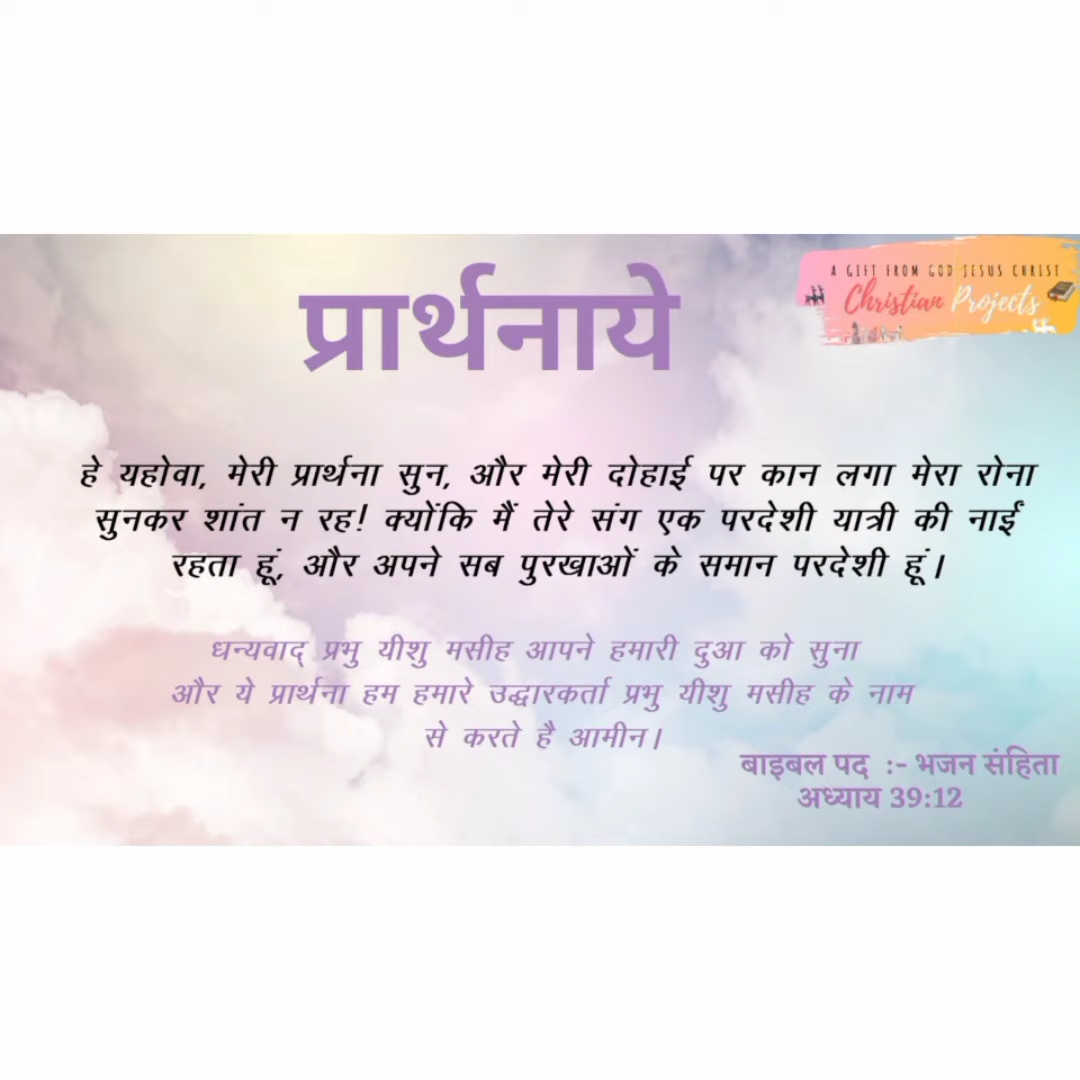 A GIFT FROM GOD JESUS CHRIST
Christian Projects
प्रार्थनाये
हे यहोवा, मेरी प्रार्थना सुन, और मेरी दोहाई पर कान लगा मेरा रोना
सुनकर शांत न रह! क्योंकि मैं तेरे संग एक परदेशी यात्री की नाईं
रहता हूं, और अपने सब पुरखाओं के समान परदेशी हूं।
धन्यवाद् प्रभु यीशु मसीह आपने हमारी दुआ को सुना
और ये प्रार्थना हम हमारे उद्धारकर्ता प्रभु यीशु मसीह के नाम
से करते है आमीन।
बाइबल पद :- भजन संहिता
अध्याय 39:12